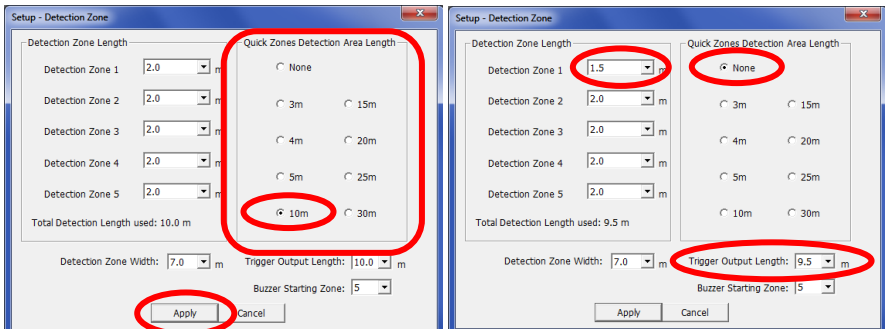 Setup - Detection Zone
Detection Zone Length
Detection Zone 1 2.0 m
Detection Zone 2 2.0 m
Detection Zone 3 2.0 m
Detection Zone 4 2.0 m
Detection Zone 5 2.0 m
Total Detection Length used: 10.0 m
Quick Zones Detection Area Length
None
3m 15m
4m 20m
5m 25m
10m 30m
Detection Zone Width: 7.0 m Trigger Output Length: 10.0 m
Buzzer Starting Zone: 5
Apply Cancel
Setup - Detection Zone
Detection Zone Length
Detection Zone 1 1.5 m
Detection Zone 2 2.0 m
Detection Zone 3 2.0 m
Detection Zone 4 2.0 m
Detection Zone 5 2.0 m
Total Detection Length used: 9.5 m
Quick Zones Detection Area Length
None
3m 15m
4m 20m
5m 25m
10m 30m
Detection Zone Width: 7.0 m Trigger Output Length: 9.5 m
Buzzer Starting Zone: 5
Apply Cancel